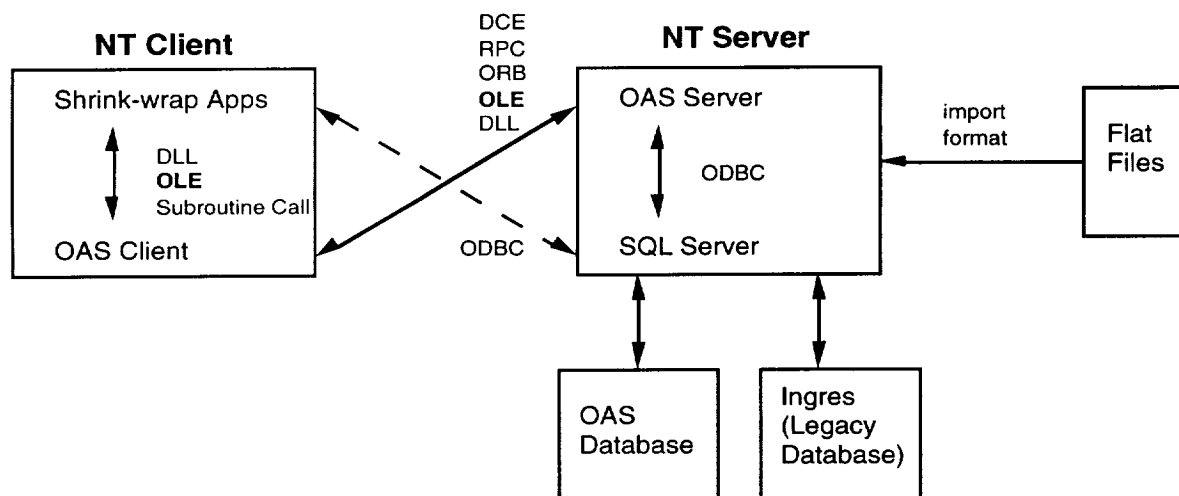 NT Client
Shrink-wrap Apps
DLL
OLE
Subroutine Call
OAS Client
DCE
RPC
ORB
OLE
DLL
ODBC
NT Server
OAS Server
ODBC
SQL Server
import
format
Flat
Files
OAS
Database
Ingres
(Legacy
Database)